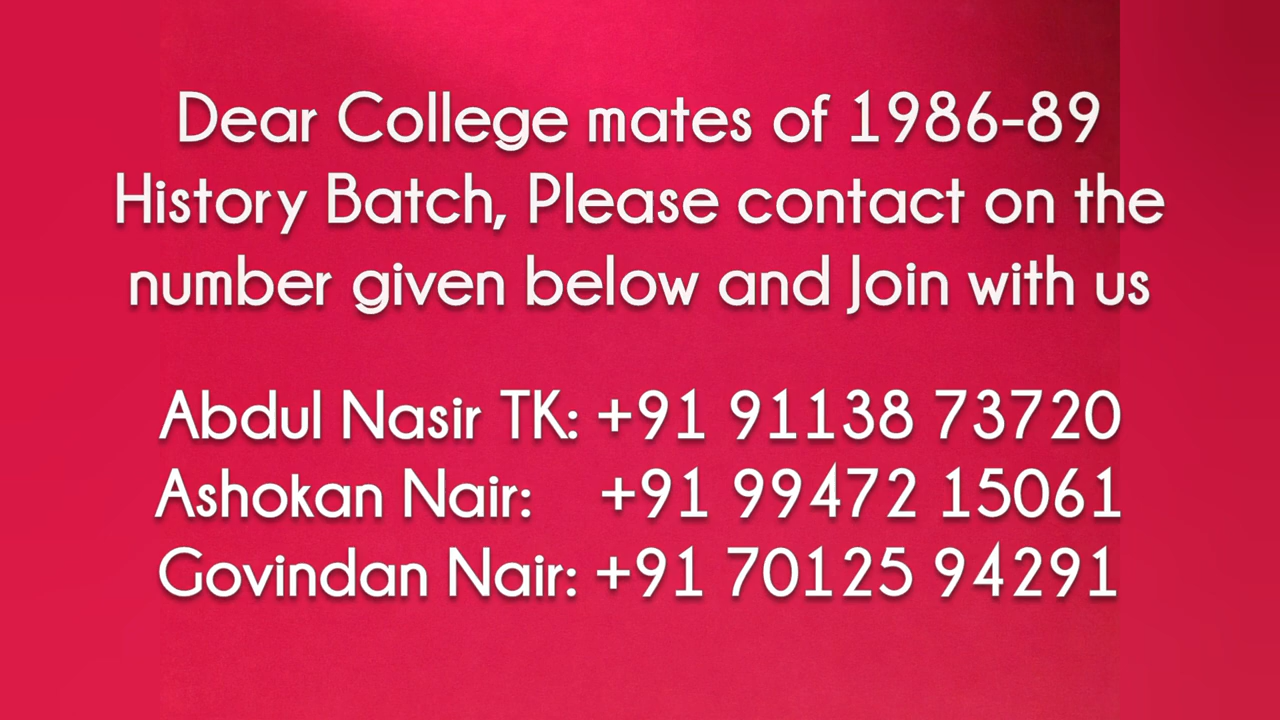 Dear College mates of 1986-89
History Batch, Please contact on the
number given below and Join with us
Abdul Nasir TK: +91 91138 73720
Ashokan Nair: +91 99472 15061
Govindan Nair: +91 70125 94291